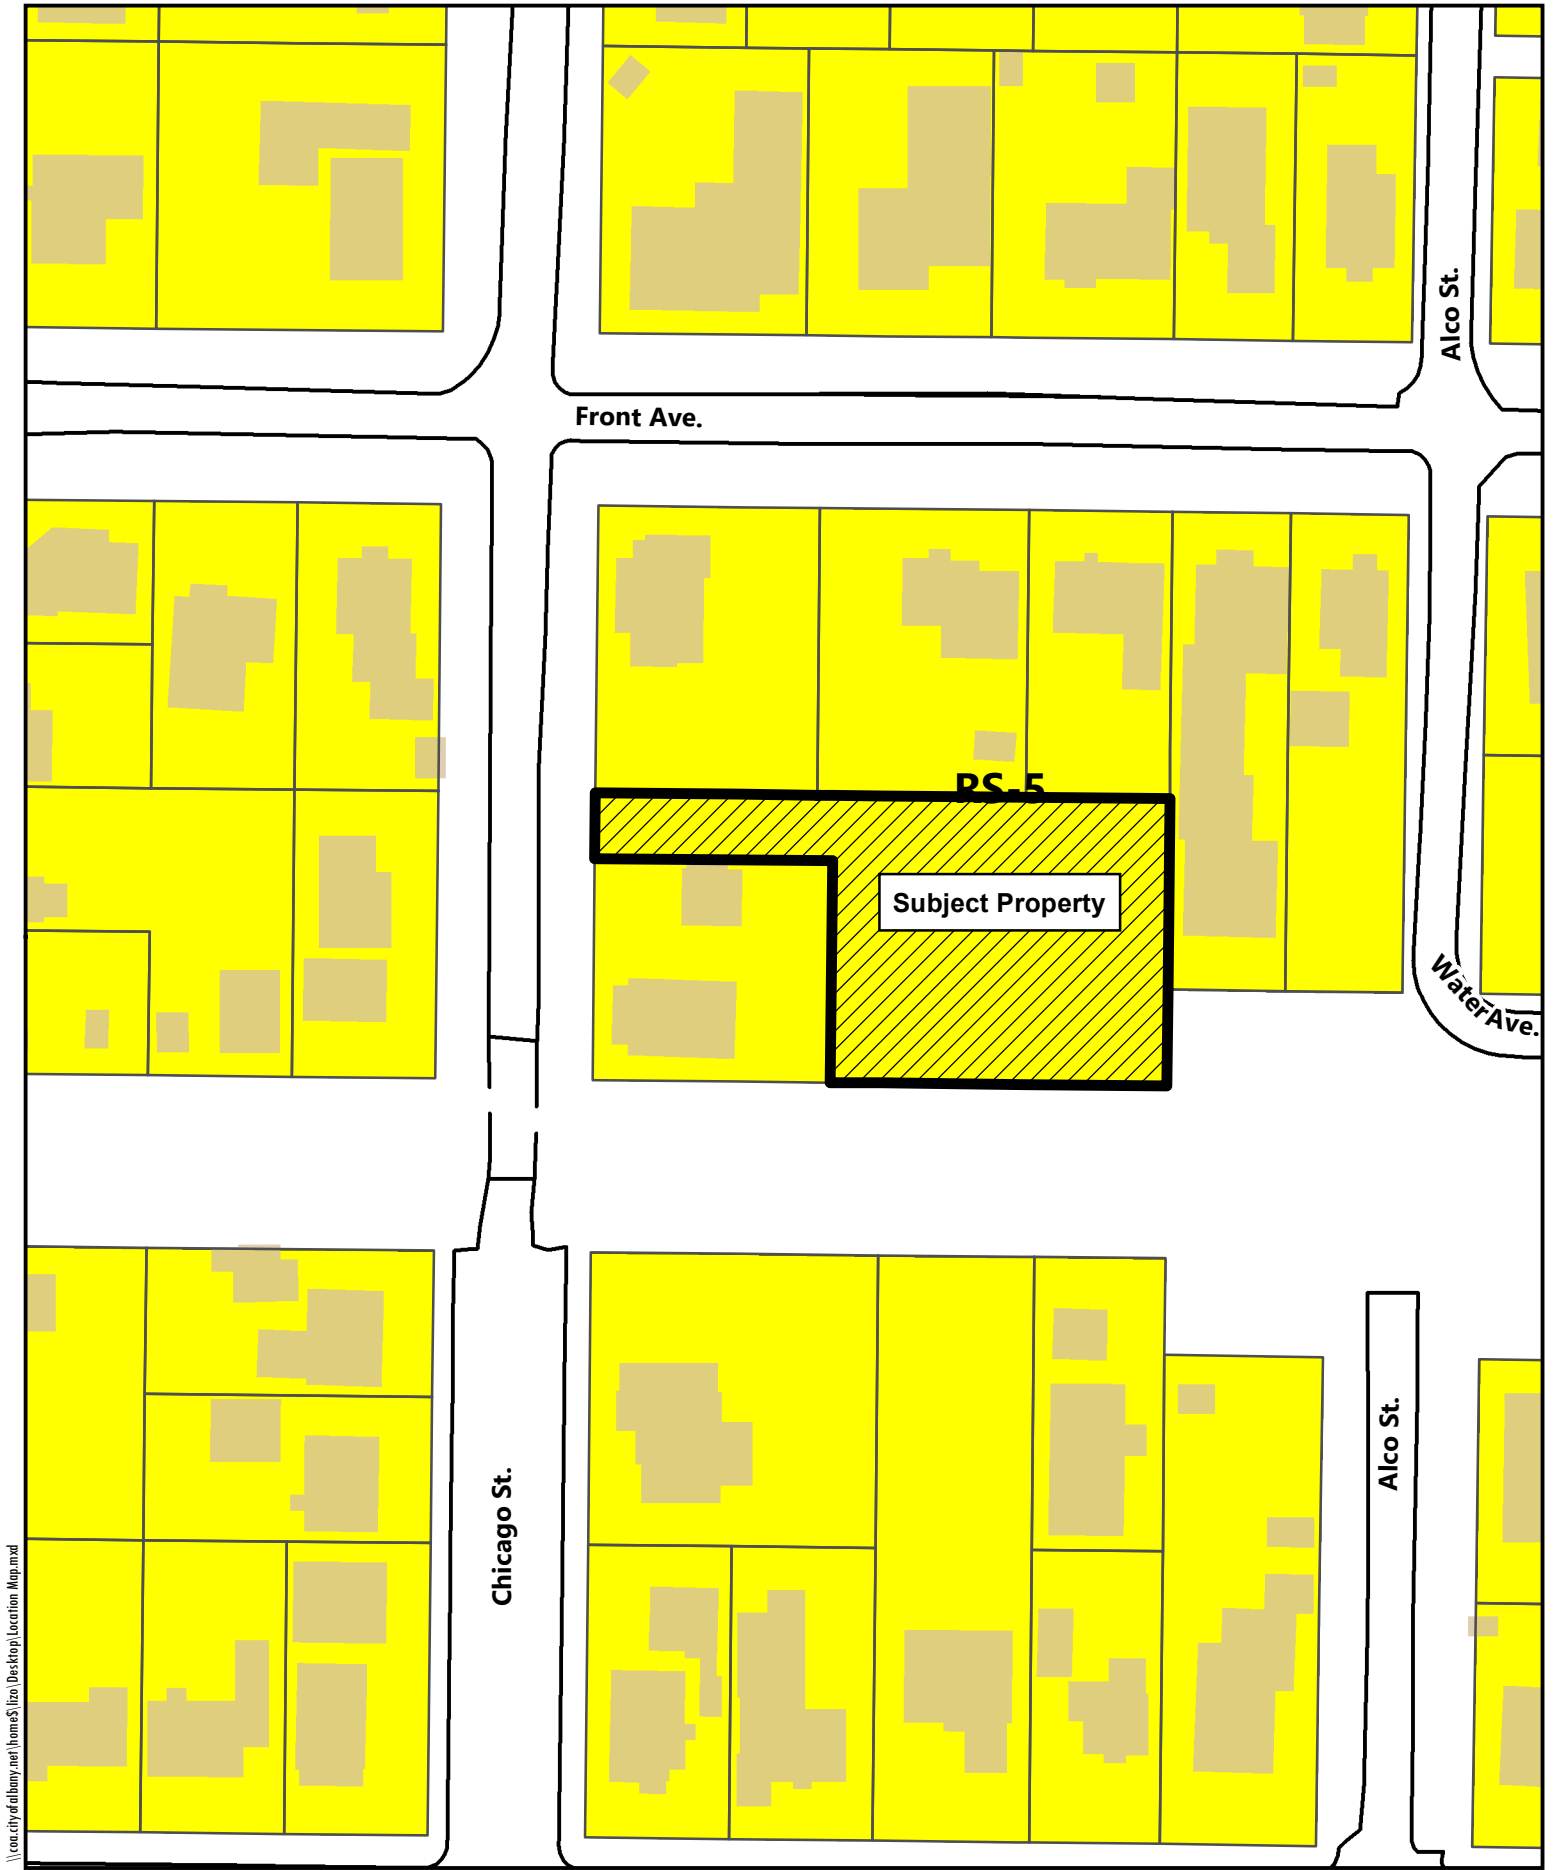 Alco St.
Front Ave.
RS-5
Subject Property
Water Ave.
Alco St.
Chicago St.
\\coa.cityofalbany.net\home$\lizo\Desktop\Location Map.mxd